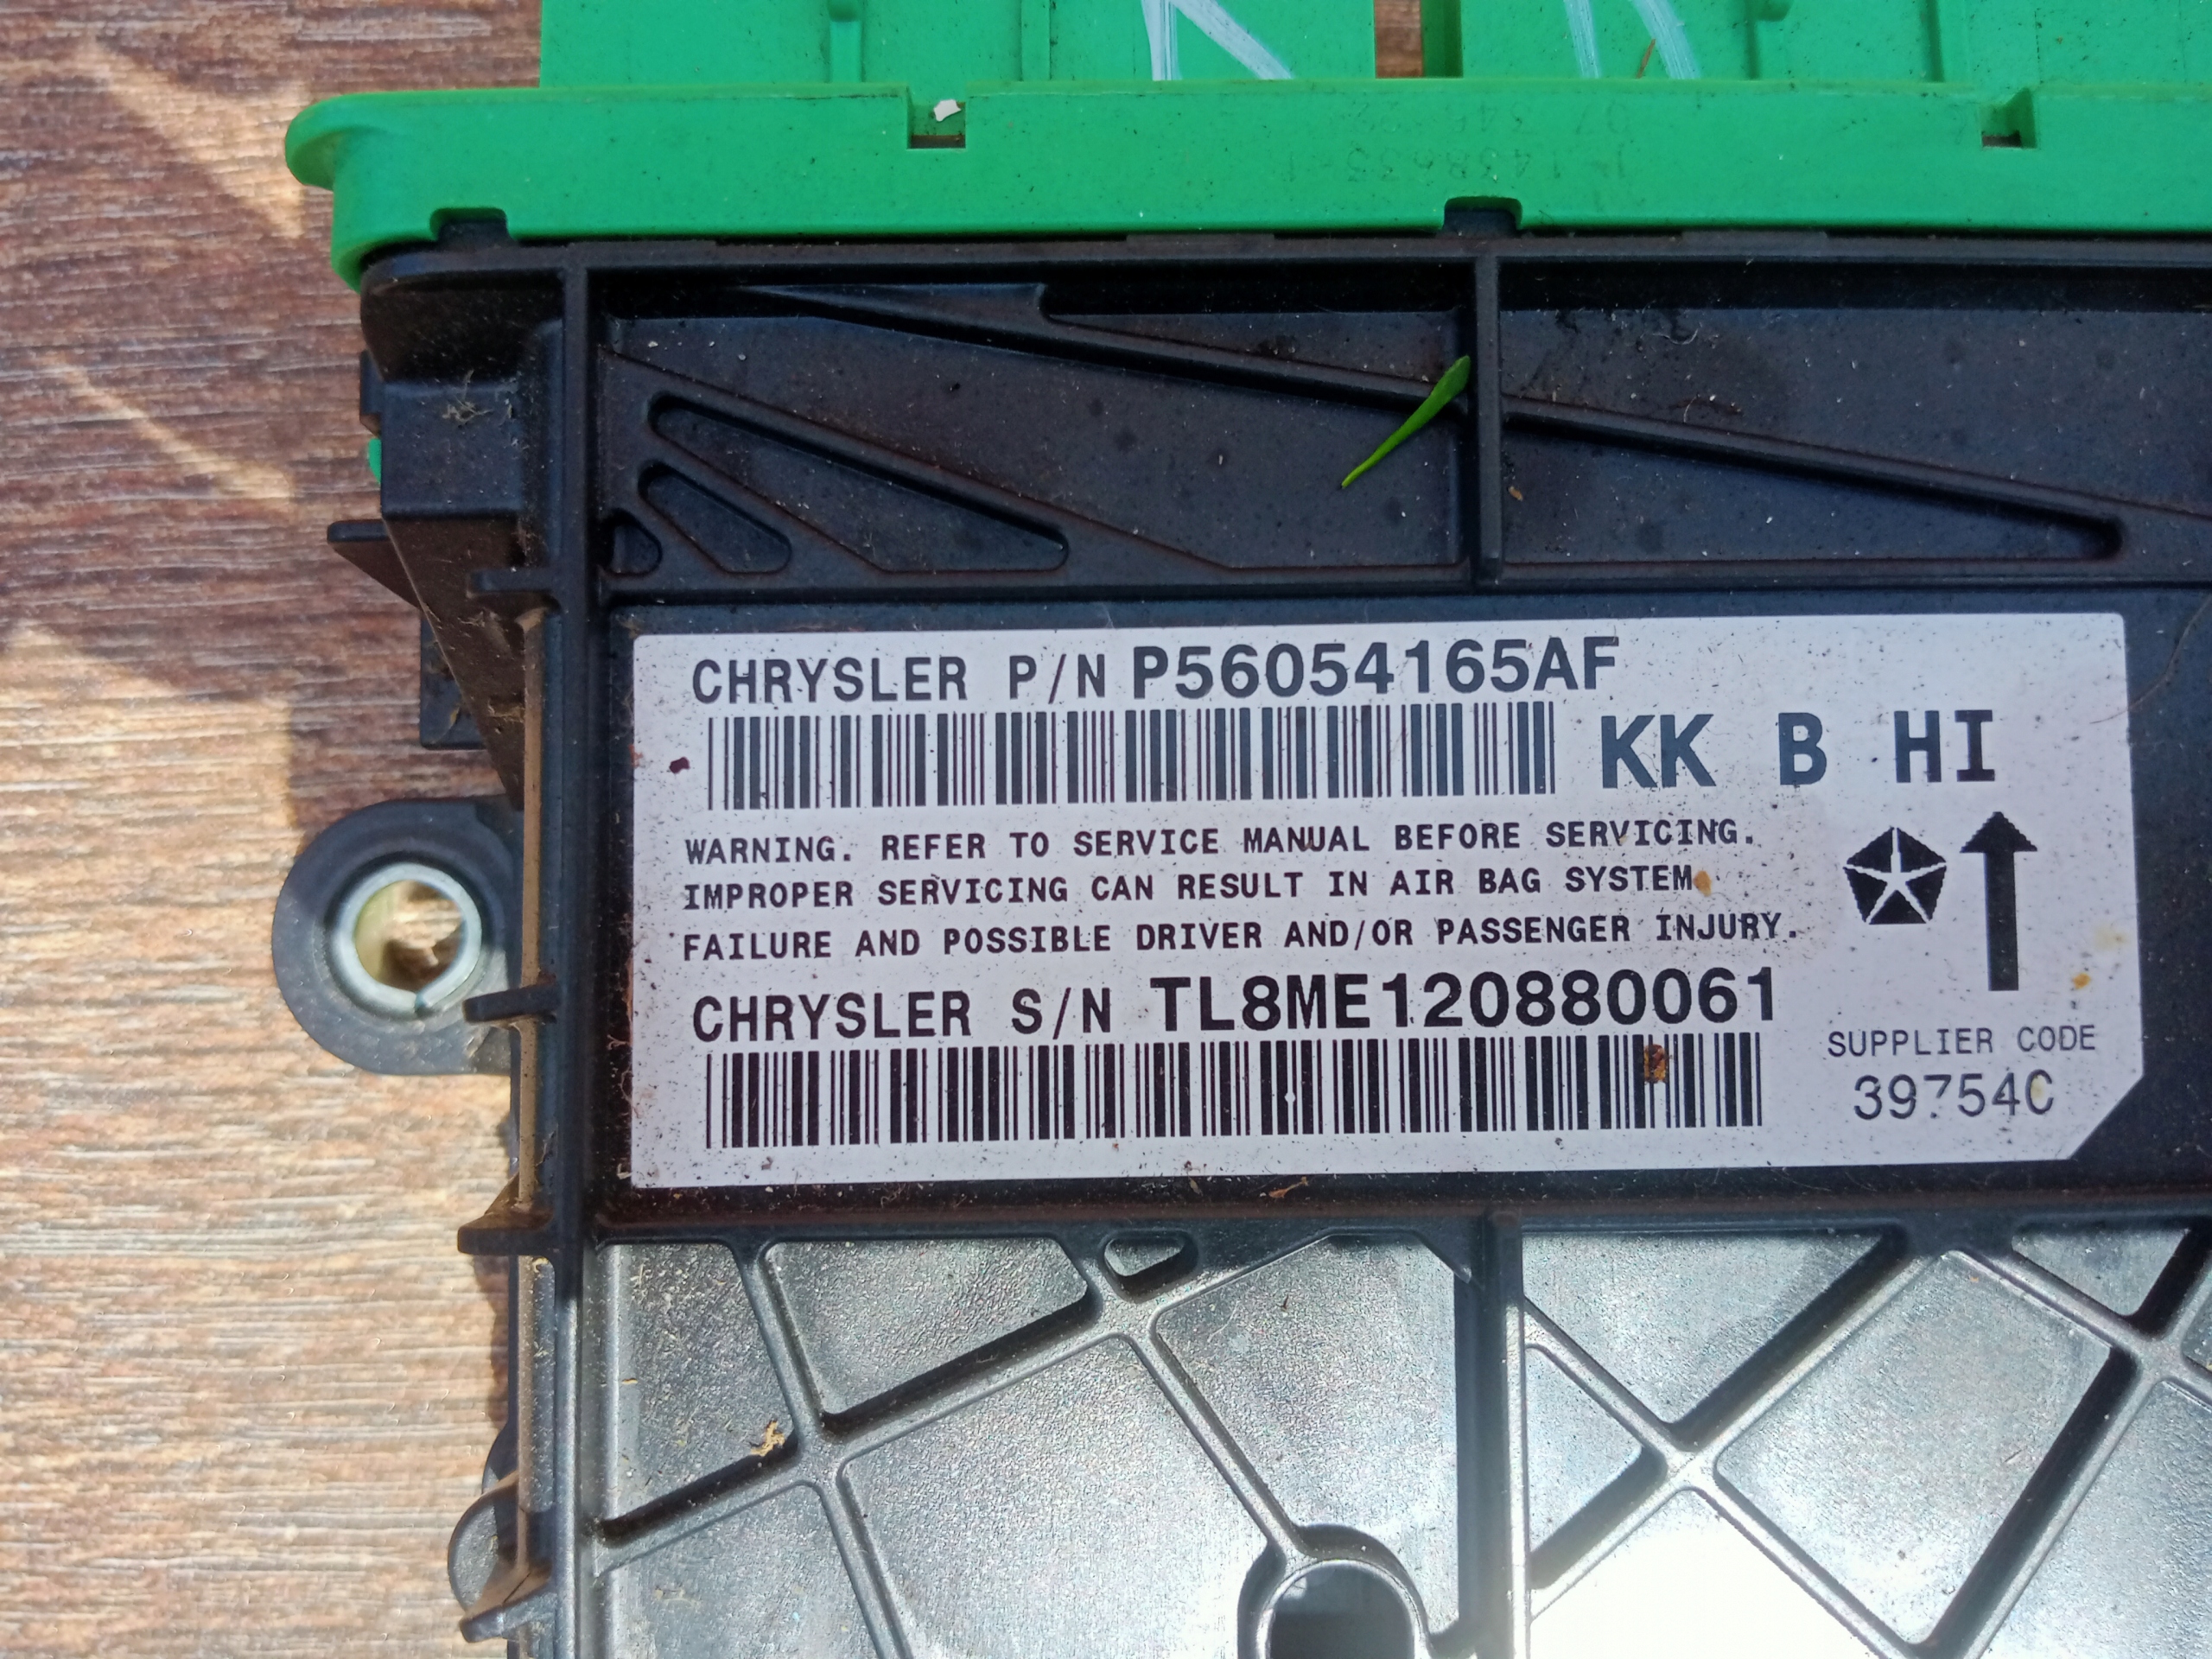 CHRYSLER P/N P56054165AF
KK B HI
WARNING. REFER TO SERVICE MANUAL BEFORE SERVICING.
IMPROPER SERVICING CAN RESULT IN AIR BAG SYSTEM
FAILURE AND POSSIBLE DRIVER AND/OR PASSENGER INJURY.
CHRYSLER S/N TL8ME120880061
SUPPLIER CODE
39754C